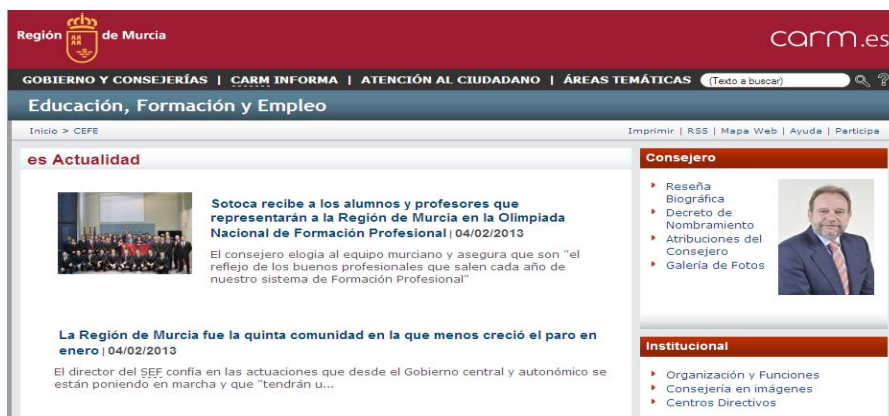 Región de Murcia
carm.es
GOBIERNO Y CONSEJERÍAS | CARM INFORMA | ATENCIÓN AL CIUDADANO | ÁREAS TEMÁTICAS (Texto a buscar) ?
Educación, Formación y Empleo
Inicio > CEFE
Imprimir | RSS | Mapa Web | Ayuda | Participa
es Actualidad
Sotoca recibe a los alumnos y profesores que
representarán a la Región de Murcia en la Olimpiada
Nacional de Formación Profesional | 04/02/2013
El consejero elogia al equipo murciano y asegura que son "el
reflejo de los buenos profesionales que salen cada año de
nuestro sistema de Formación Profesional"
La Región de Murcia fue la quinta comunidad en la que menos creció el paro en
enero | 04/02/2013
El director del SEF confía en las actuaciones que desde el Gobierno central y autonómico se
están poniendo en marcha y que "tendrán u...
Consejero
Reseña
Biográfica
Decreto de
Nombramiento
Atribuciones del
Consejero
Galería de Fotos
Institucional
Organización y Funciones
Consejería en imágenes
Centros Directivos